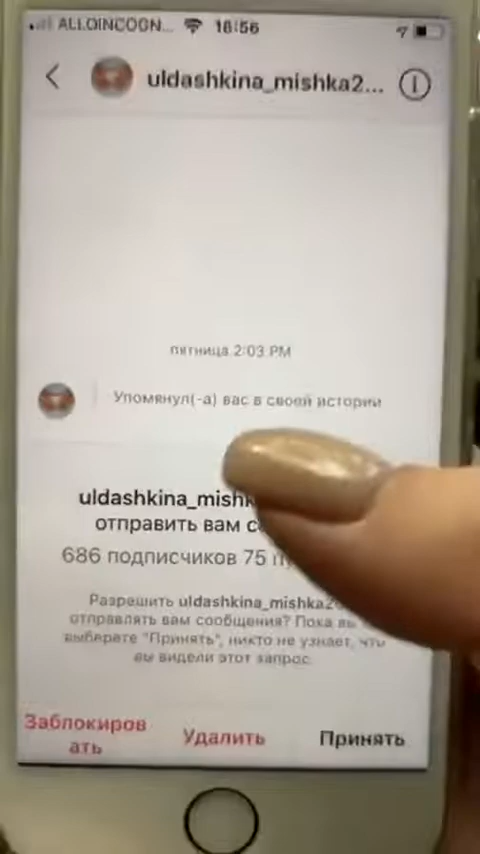 ALLOINCOGN... 16:56
uldashkina_mishka2...
пятница 2:03 PM
Упомянул(-а) вас в своей истории
uldashkina_mishk
отправить вам с
686 подписчиков 75 п
Разрешить uldashkina_mishka2
отправлять вам сообщения? Пока вы
выберете "Принять", никто не узнает, что
вы видели этот запрос.
Заблокиров
ать
Удалить
Принять